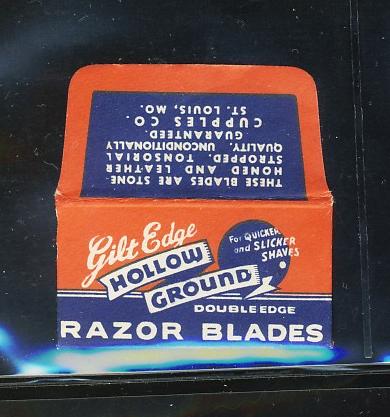 THESE BLADES ARE STONE-
HONED AND LEATHER
STROPPED. TONSORIAL
QUALITY. UNCONDITIONALLY
GUARANTEED.
CUPPLES CO.
ST. LOUIS, MO.
Gilt Edge
HOLLOW
GROUND
For QUICKER
and SLICKER
SHAVES
DOUBLE EDGE
RAZOR BLADES